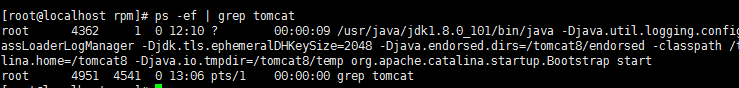 [root@localhost rpm]# ps -ef | grep tomcat
root      4362     1  0 12:10 ?        00:00:09 /usr/java/jdk1.8.0_101/bin/java -Djava.util.logging.config
assLoaderLogManager -Djdk.tls.ephemeralDHKeySize=2048 -Djava.endorsed.dirs=/tomcat8/endorsed -classpath /t
lina.home=/tomcat8 -Djava.io.tmpdir=/tomcat8/temp org.apache.catalina.startup.Bootstrap start
root      4951  4541  0 13:06 pts/1    00:00:00 grep tomcat